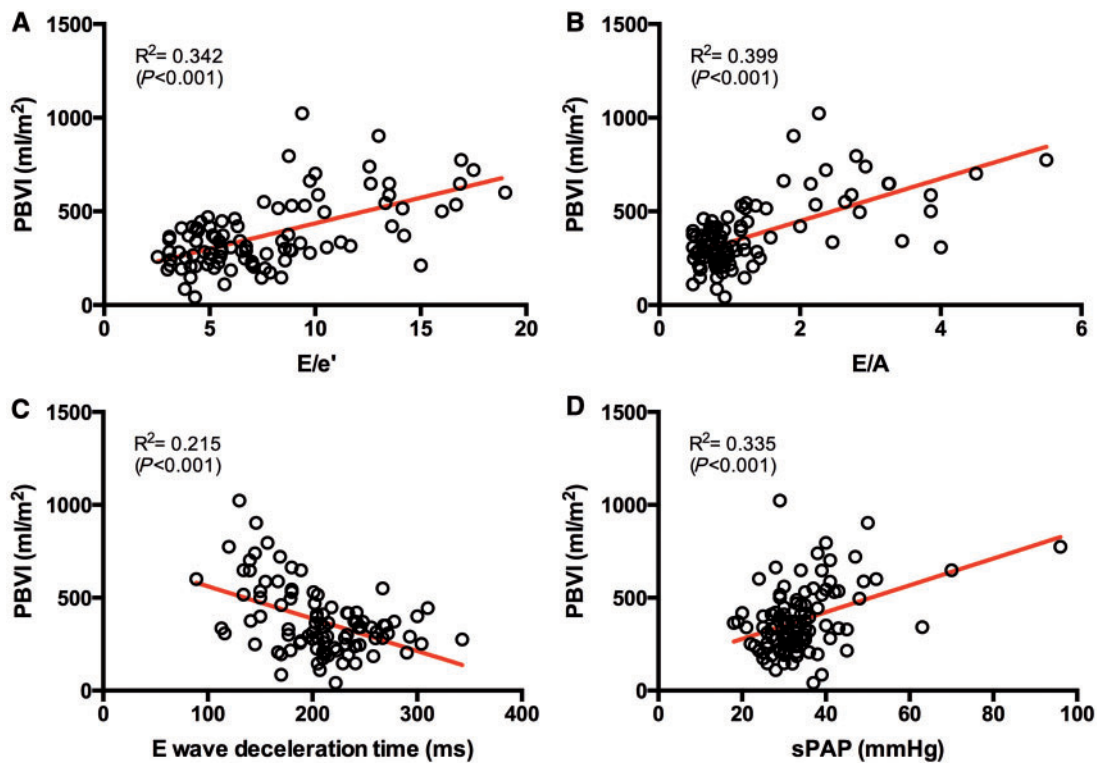 A
1500
1000
500
0
PBVI (ml/m²)
R²= 0.342
(P<0.001)
0 5 10 15 20
E/e'
B
1500
1000
500
0
PBVI (ml/m²)
R²= 0.399
(P<0.001)
0 2 4 6
E/A
C
1500
1000
500
0
PBVI (ml/m²)
R²= 0.215
(P<0.001)
0 100 200 300 400
E wave deceleration time (ms)
D
1500
1000
500
0
PBVI (ml/m²)
R²= 0.335
(P<0.001)
0 20 40 60 80 100
sPAP (mmHg)